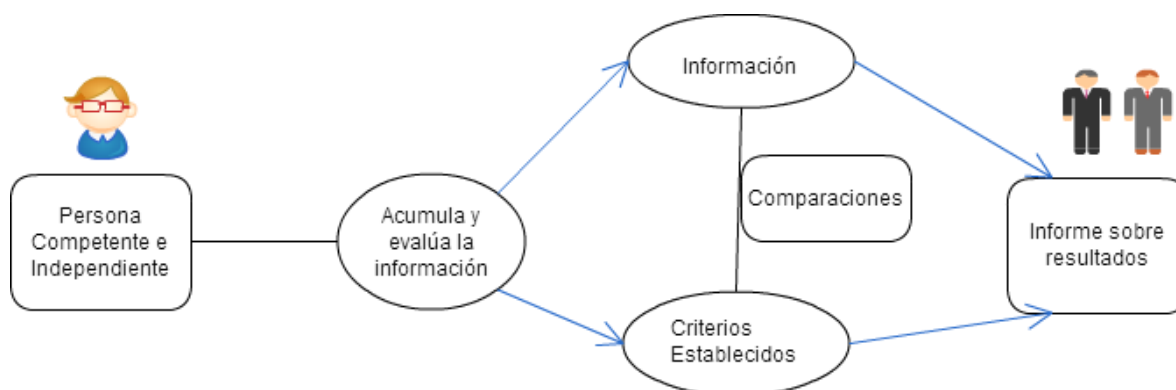 Persona
Competente e
Independiente
Acumula y
evalúa la
información
Información
Comparaciones
Criterios
Establecidos
Informe sobre
resultados